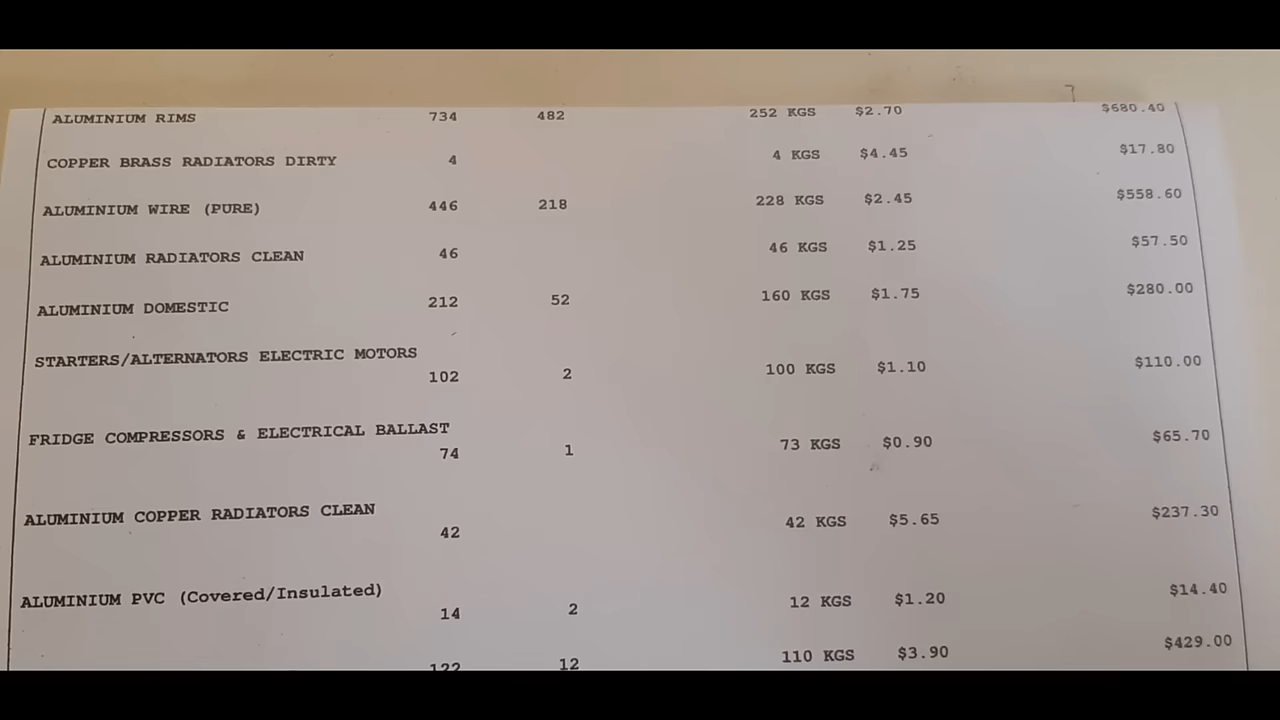 ALUMINIUM RIMS 734 482 252 KGS $2.70 $680.40
COPPER BRASS RADIATORS DIRTY 4 4 KGS $4.45 $17.80
ALUMINIUM WIRE (PURE) 446 218 228 KGS $2.45 $558.60
ALUMINIUM RADIATORS CLEAN 46 46 KGS $1.25 $57.50
ALUMINIUM DOMESTIC 212 52 160 KGS $1.75 $280.00
STARTERS/ALTERNATORS ELECTRIC MOTORS
102 2 100 KGS $1.10 $110.00
FRIDGE COMPRESSORS & ELECTRICAL BALLAST
74 1 73 KGS $0.90 $65.70
ALUMINIUM COPPER RADIATORS CLEAN
42 42 KGS $5.65 $237.30
ALUMINIUM PVC (Covered/Insulated)
14 2 12 KGS $1.20 $14.40
122 12 110 KGS $3.90 $429.00